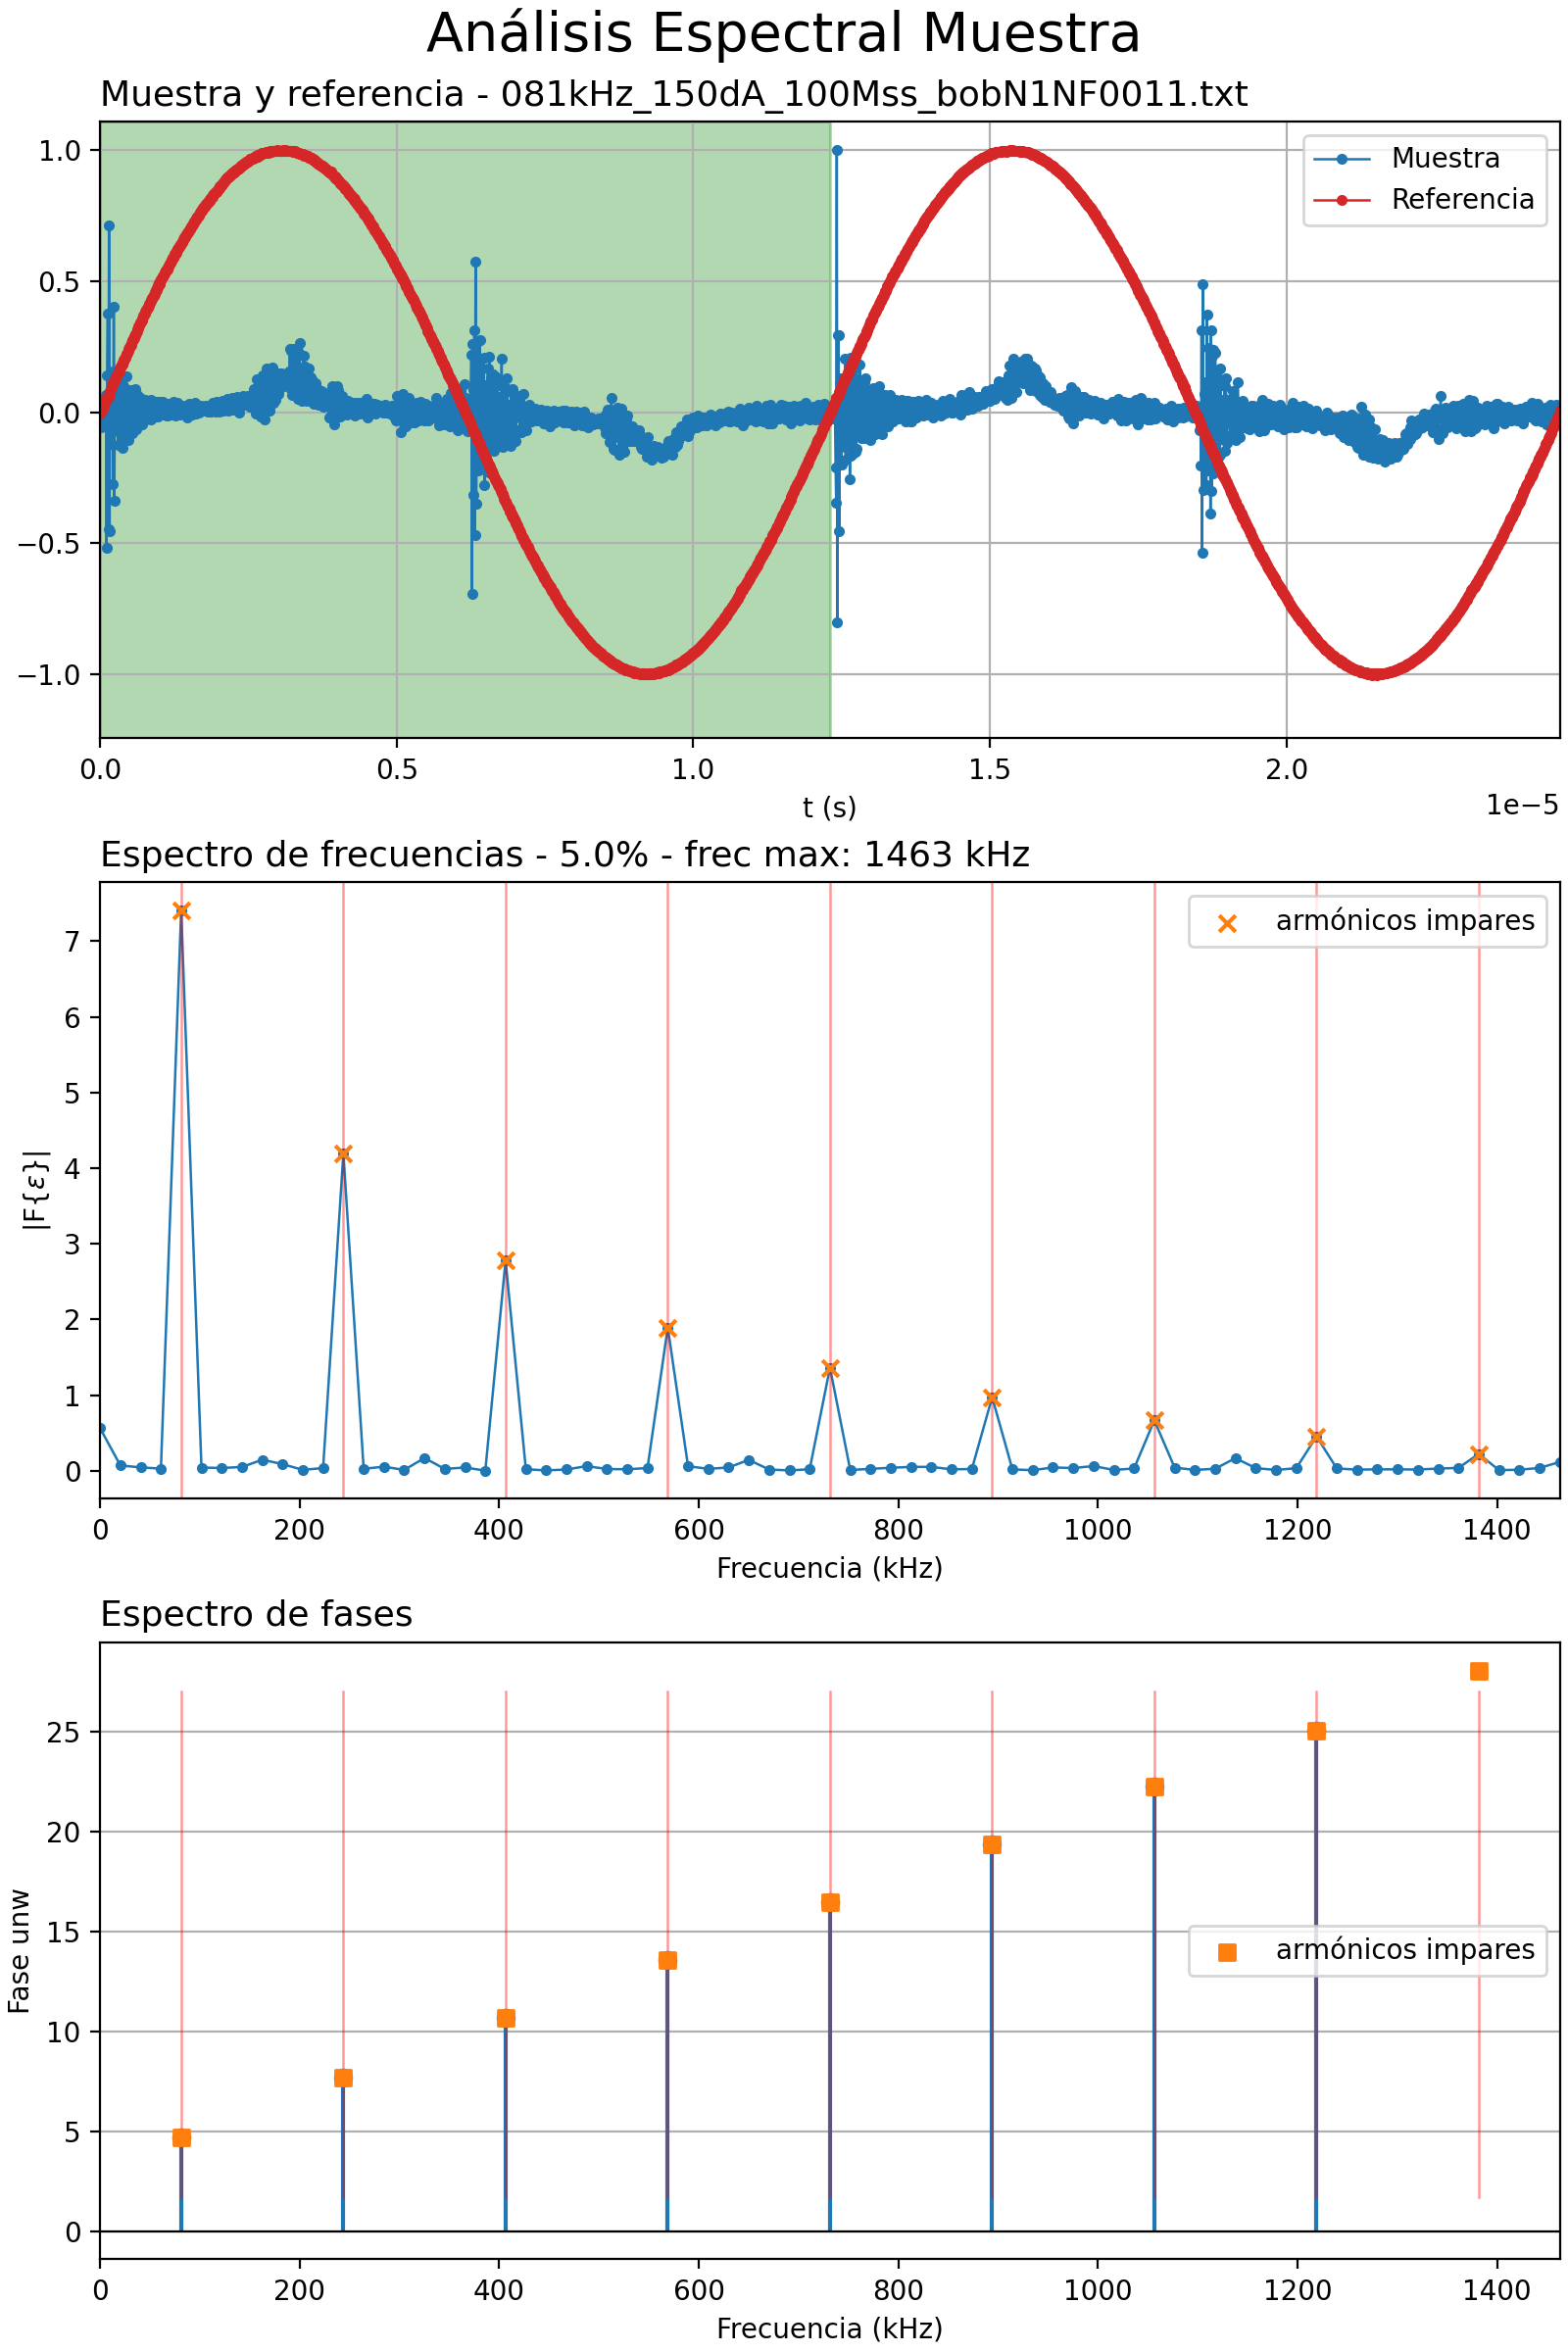 Análisis Espectral Muestra
Muestra y referencia - 081kHz_150dA_100Mss_bobN1NF0011.txt
Muestra
Referencia
1.0
0.5
0.0
−0.5
−1.0
0.0 0.5 1.0 1.5 2.0
t (s)
1e−5
Espectro de frecuencias - 5.0% - frec max: 1463 kHz
armónicos impares
|F{ε}|
7
6
5
4
3
2
1
0
0 200 400 600 800 1000 1200 1400
Frecuencia (kHz)
Espectro de fases
armónicos impares
Fase unw
25
20
15
10
5
0
0 200 400 600 800 1000 1200 1400
Frecuencia (kHz)